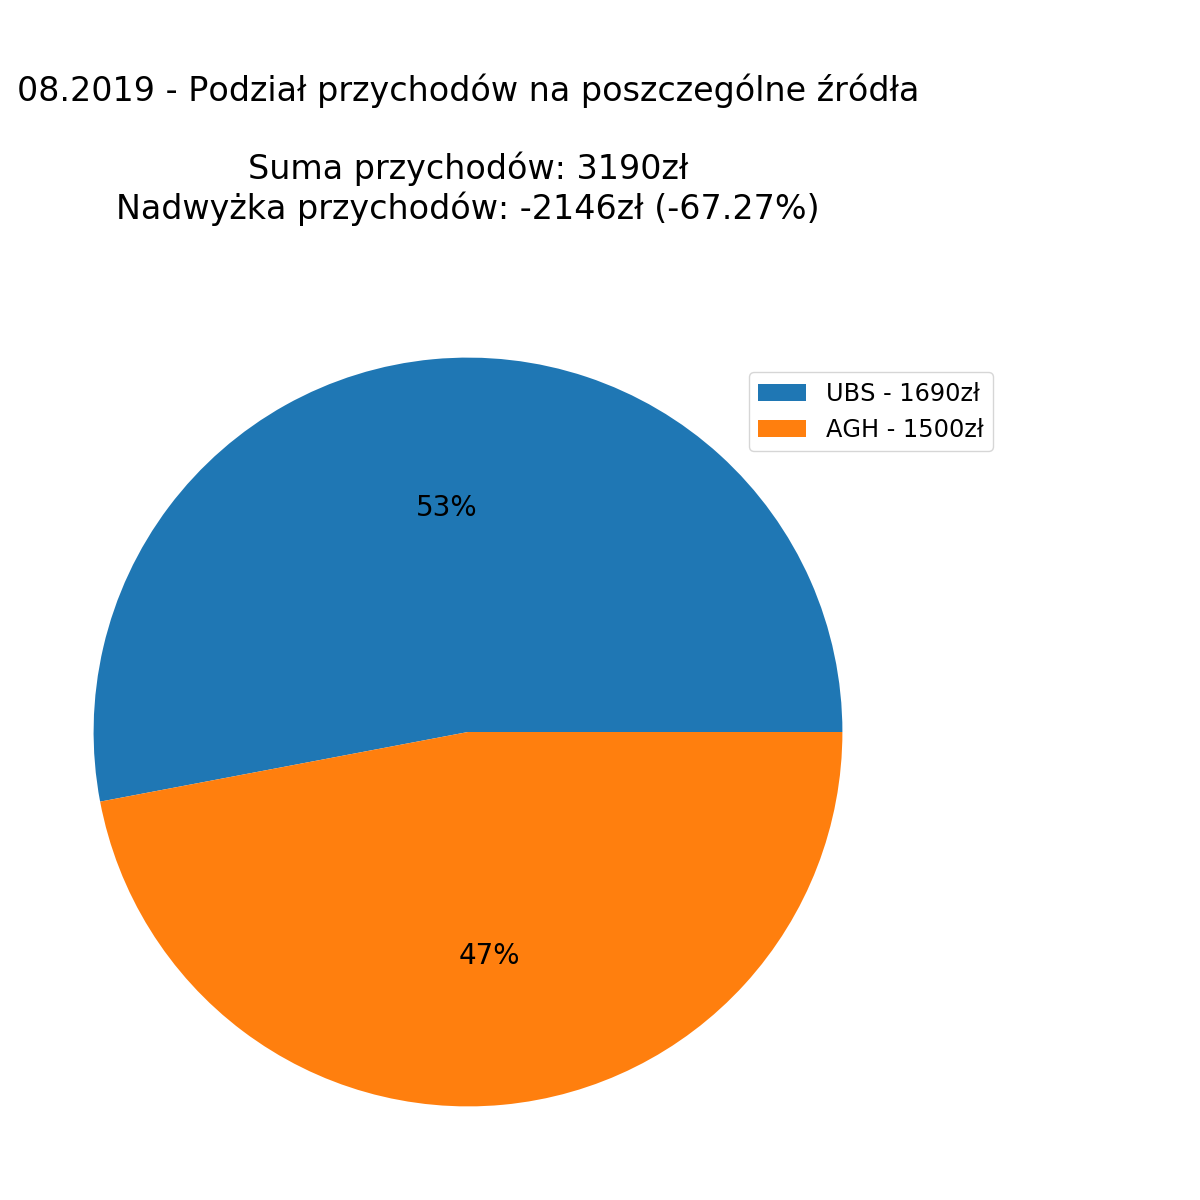 08.2019 - Podział przychodów na poszczególne źródła
Suma przychodów: 3190zł
Nadwyżka przychodów: -2146zł (-67.27%)
UBS - 1690zł
AGH - 1500zł
53%
47%